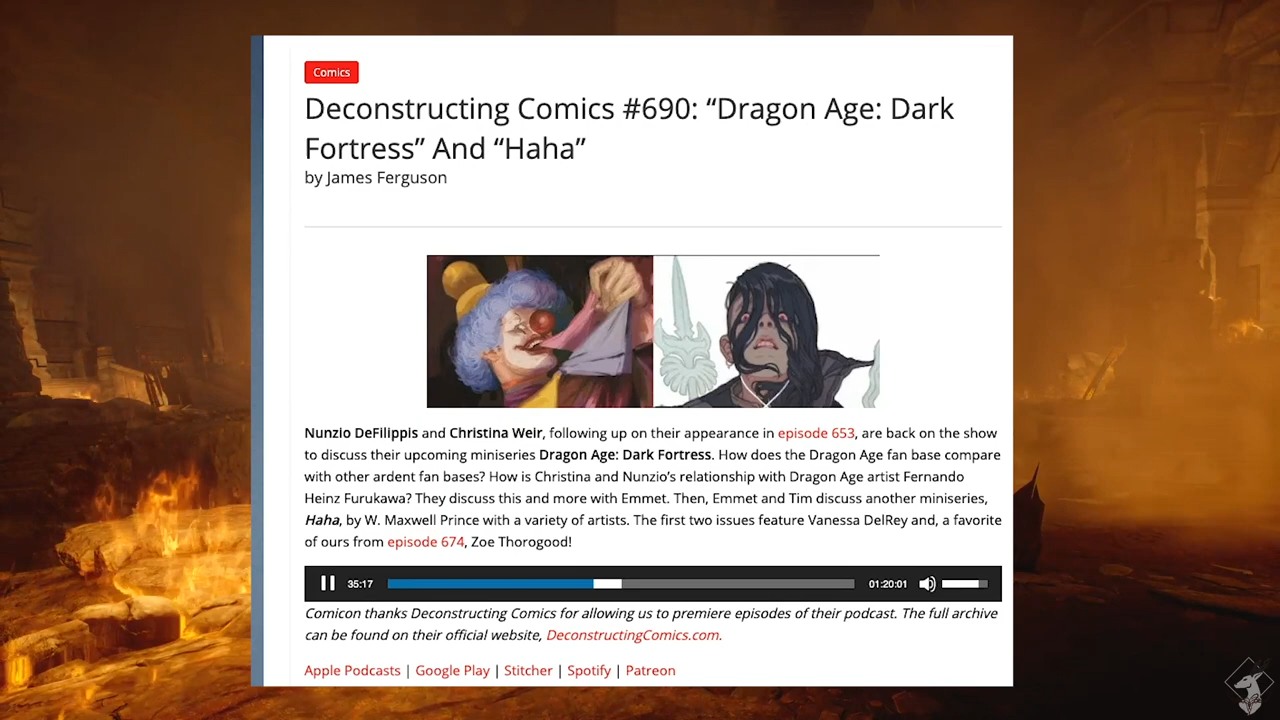 Comics
Deconstructing Comics #690: “Dragon Age: Dark
Fortress” And “Haha”
by James Ferguson
Nunzio DeFilippis and Christina Weir, following up on their appearance in episode 653, are back on the show
to discuss their upcoming miniseries Dragon Age: Dark Fortress. How does the Dragon Age fan base compare
with other ardent fan bases? How is Christina and Nunzio’s relationship with Dragon Age artist Fernando
Heinz Furukawa? They discuss this and more with Emmet. Then, Emmet and Tim discuss another miniseries,
Haha, by W. Maxwell Prince with a variety of artists. The first two issues feature Vanessa DelRey and, a favorite
of ours from episode 674, Zoe Thorogood!
35:17 01:20:01
Comicon thanks Deconstructing Comics for allowing us to premiere episodes of their podcast. The full archive
can be found on their official website, DeconstructingComics.com.
Apple Podcasts | Google Play | Stitcher | Spotify | Patreon